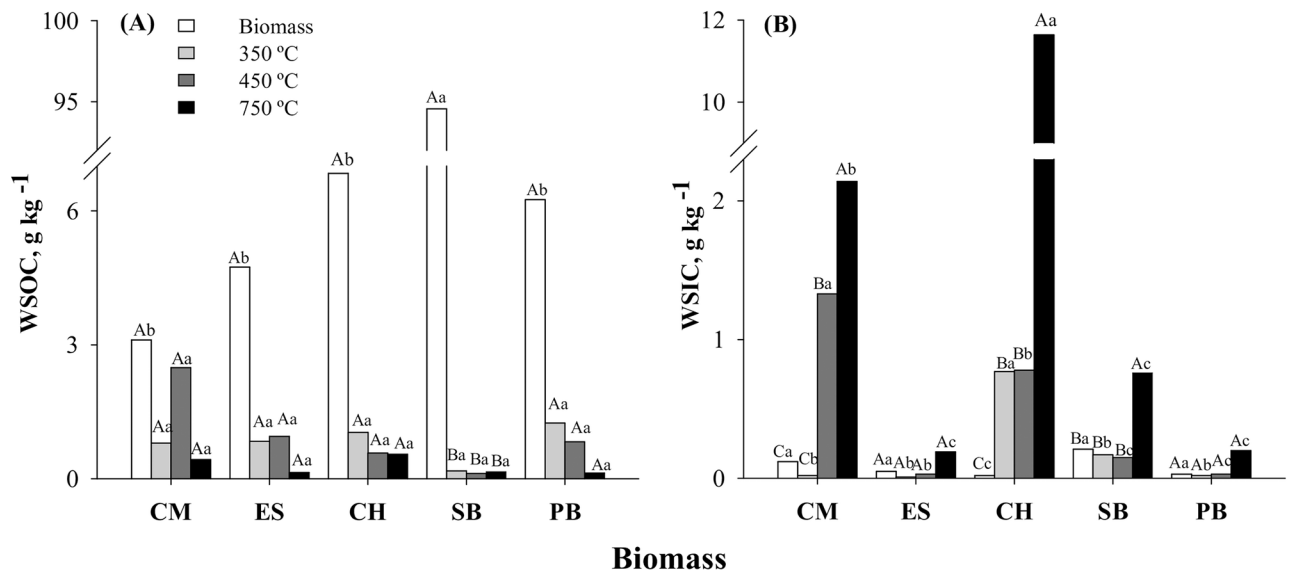 (A)
100
95
6
3
0
WSOC, g kg -1
Biomass
350 ºC
450 ºC
750 ºC
Ab Aa Aa Aa
Ab Aa Aa Aa
Ab Aa Aa Aa
Aa Ba Ba Ba
Ab Aa Aa Aa
CM ES CH SB PB
(B)
12
10
2
1
0
WSIC, g kg -1
Ca Cb Ba Ab
Aa Ab Ab Ac
Cc Ba Bb Aa
Ba Bb Bc Ac
Aa Ab Ac Ac
CM ES CH SB PB
Biomass